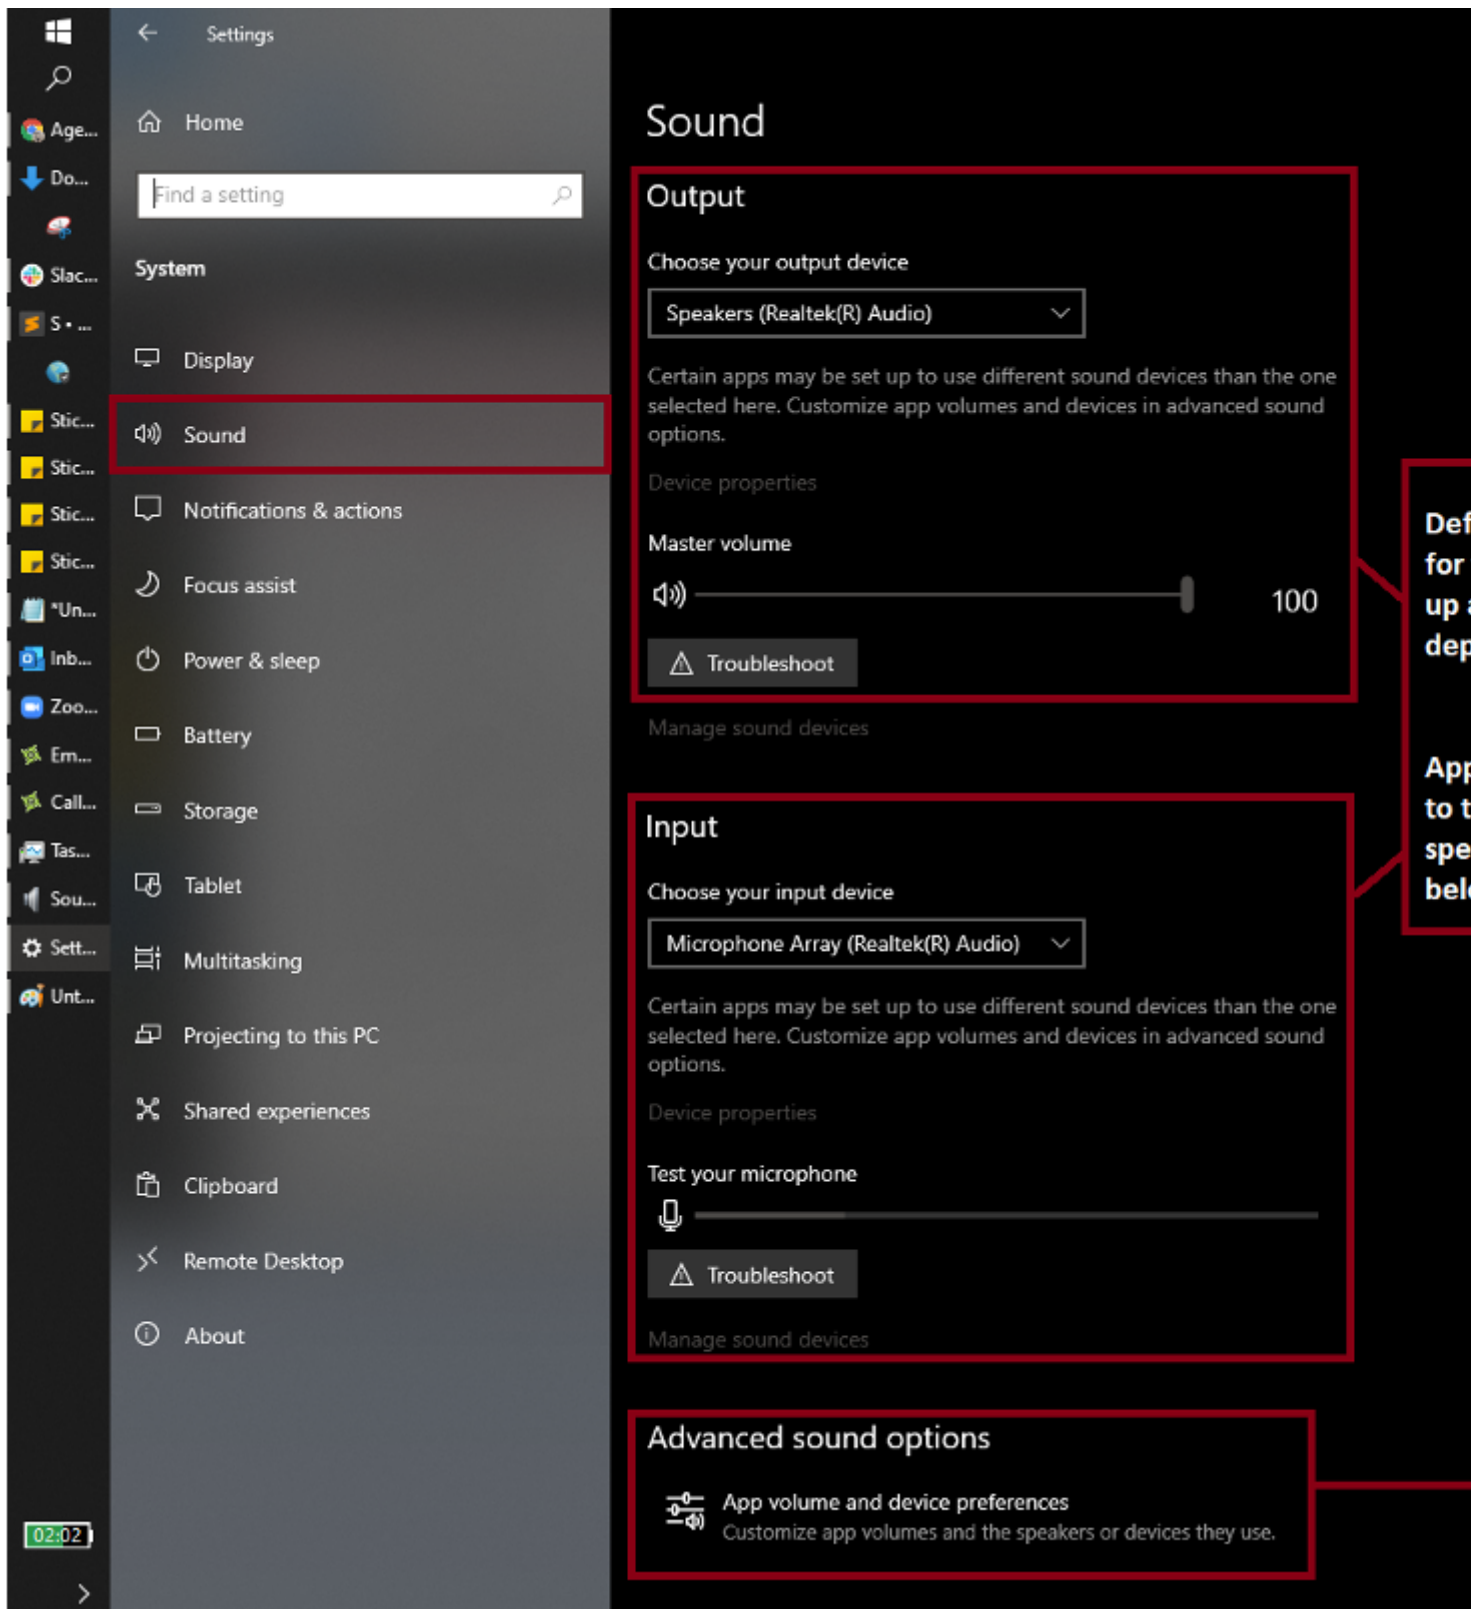 Settings
Age...
Home
Do...
Find a setting
Slac...
System
S • ...
Display
Stic...
Sound
Stic...
Stic...
Notifications & actions
Stic...
Focus assist
*Un...
Inb...
Power & sleep
Zoo...
Battery
Em...
Call...
Storage
Tas...
Tablet
Sou...
Sett...
Multitasking
Unt...
Projecting to this PC
Shared experiences
Clipboard
Remote Desktop
About
02:02
Sound
Output
Choose your output device
Speakers (Realtek(R) Audio)
Certain apps may be set up to use different sound devices than the one
selected here. Customize app volumes and devices in advanced sound
options.
Device properties
Master volume
100
Troubleshoot
Manage sound devices
Input
Choose your input device
Microphone Array (Realtek(R) Audio)
Certain apps may be set up to use different sound devices than the one
selected here. Customize app volumes and devices in advanced sound
options.
Device properties
Test your microphone
Troubleshoot
Manage sound devices
Advanced sound options
App volume and device preferences
Customize app volumes and the speakers or devices they use.
for
up
to